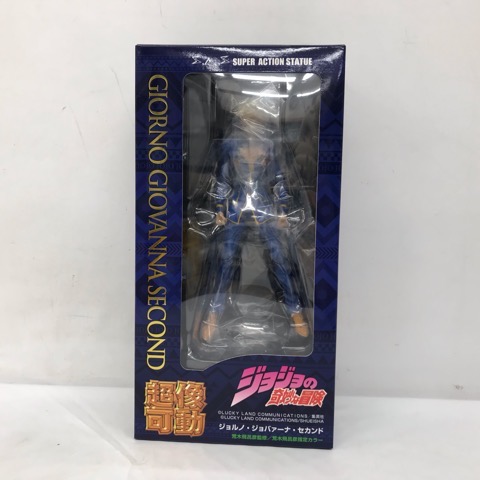 S.A.S SUPER ACTION STATUE
GIORNO GIOVANNA SECOND
超像可動
ジョジョの
奇妙な冒険
©LUCKY LAND COMMUNICATIONS／集英社
©LUCKY LAND COMMUNICATIONS/SHUEISHA
ジョルノ・ジョバァーナ・セカンド
荒木飛呂彦監修／荒木飛呂彦指定カラー